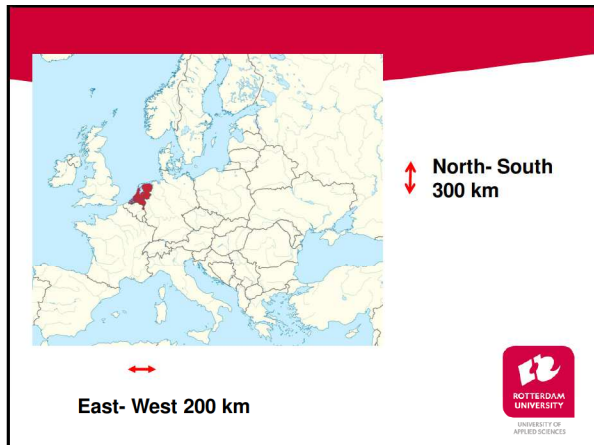 North- South
300 km
East- West 200 km
ROTTERDAM
UNIVERSITY
UNIVERSITY OF
APPLIED SCIENCES